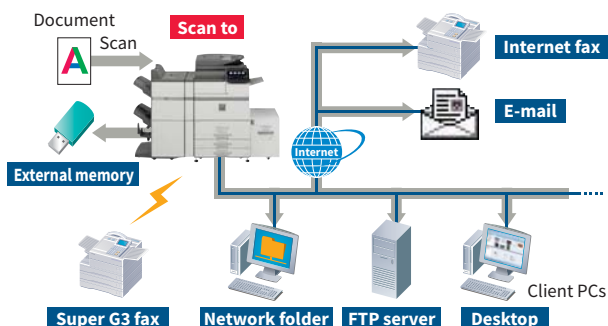 Document
Scan to
A
Scan
Internet fax
E-mail
Internet
External memory
Client PCs
Super G3 fax
Network folder
FTP server
Desktop